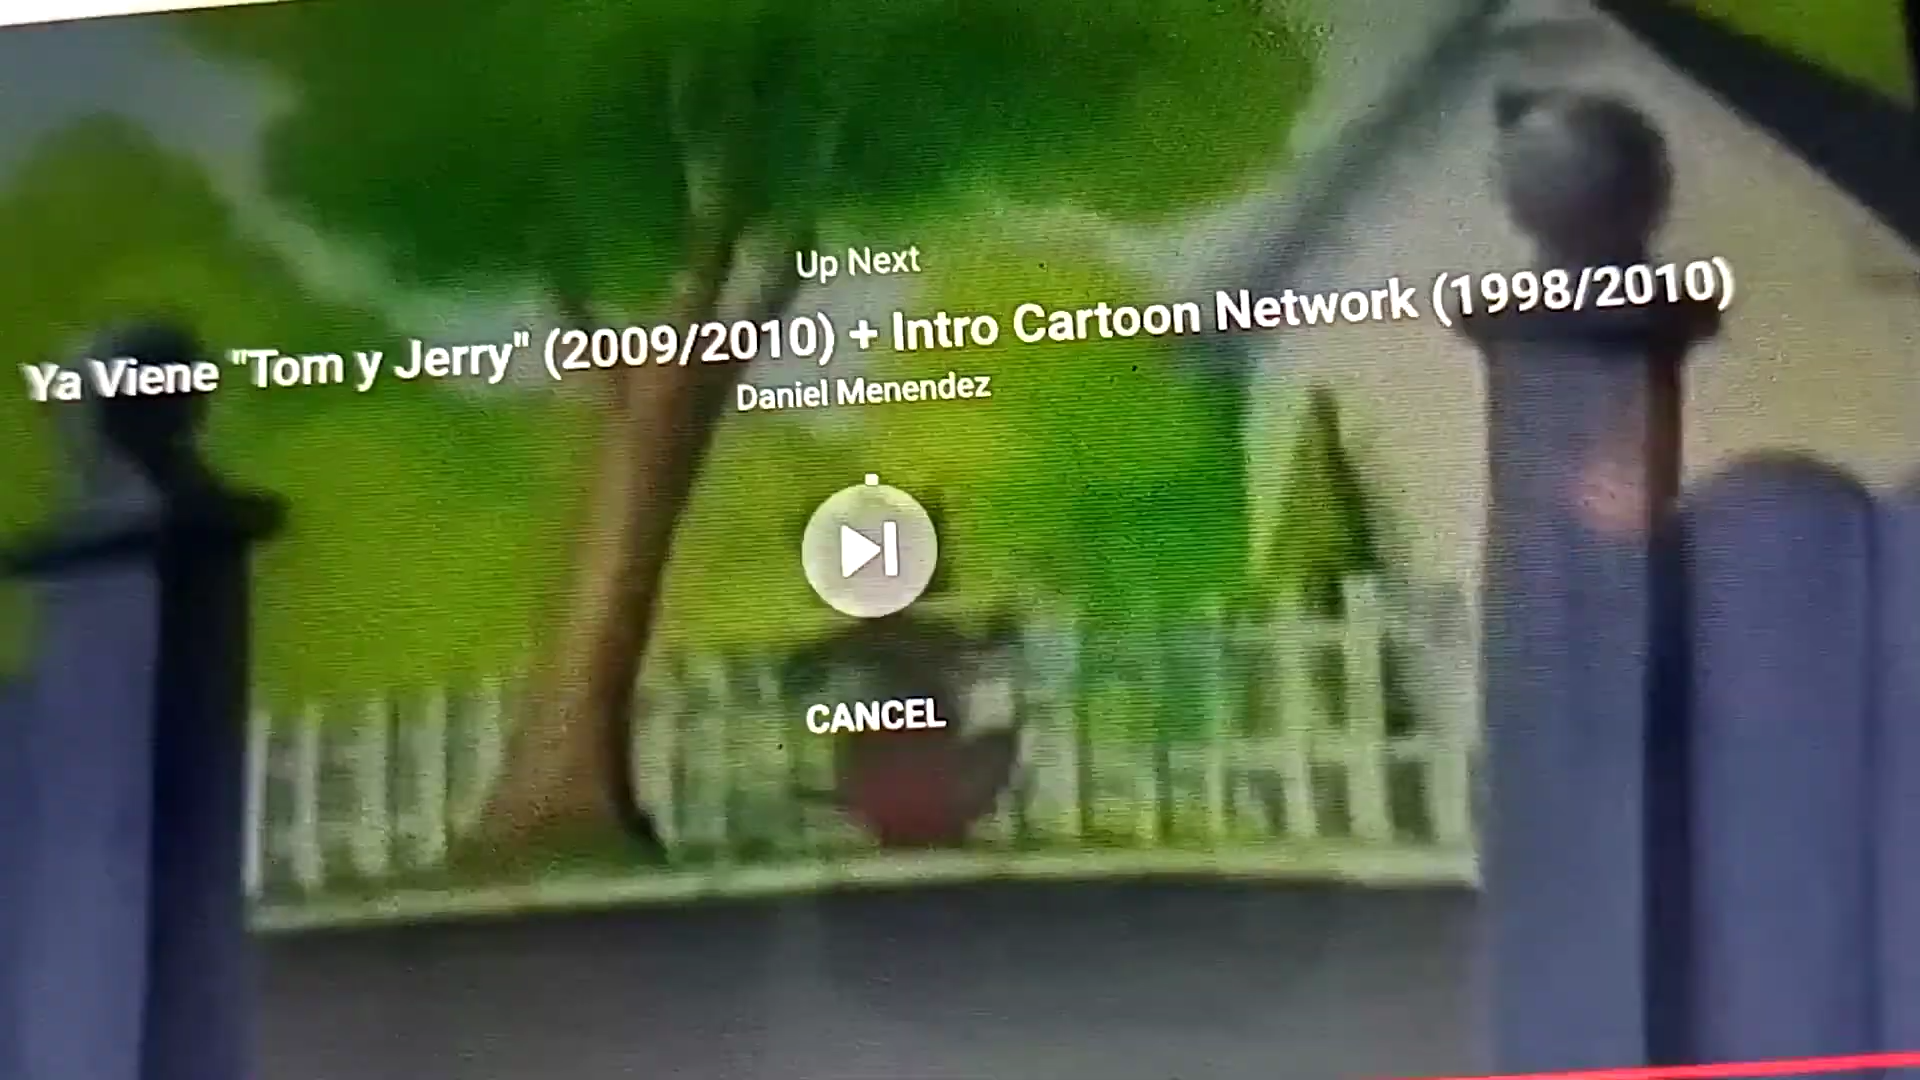 Up Next
Ya Viene "Tom y Jerry" (2009/2010) + Intro Cartoon Network (1998/2010)
Daniel Menendez
CANCEL